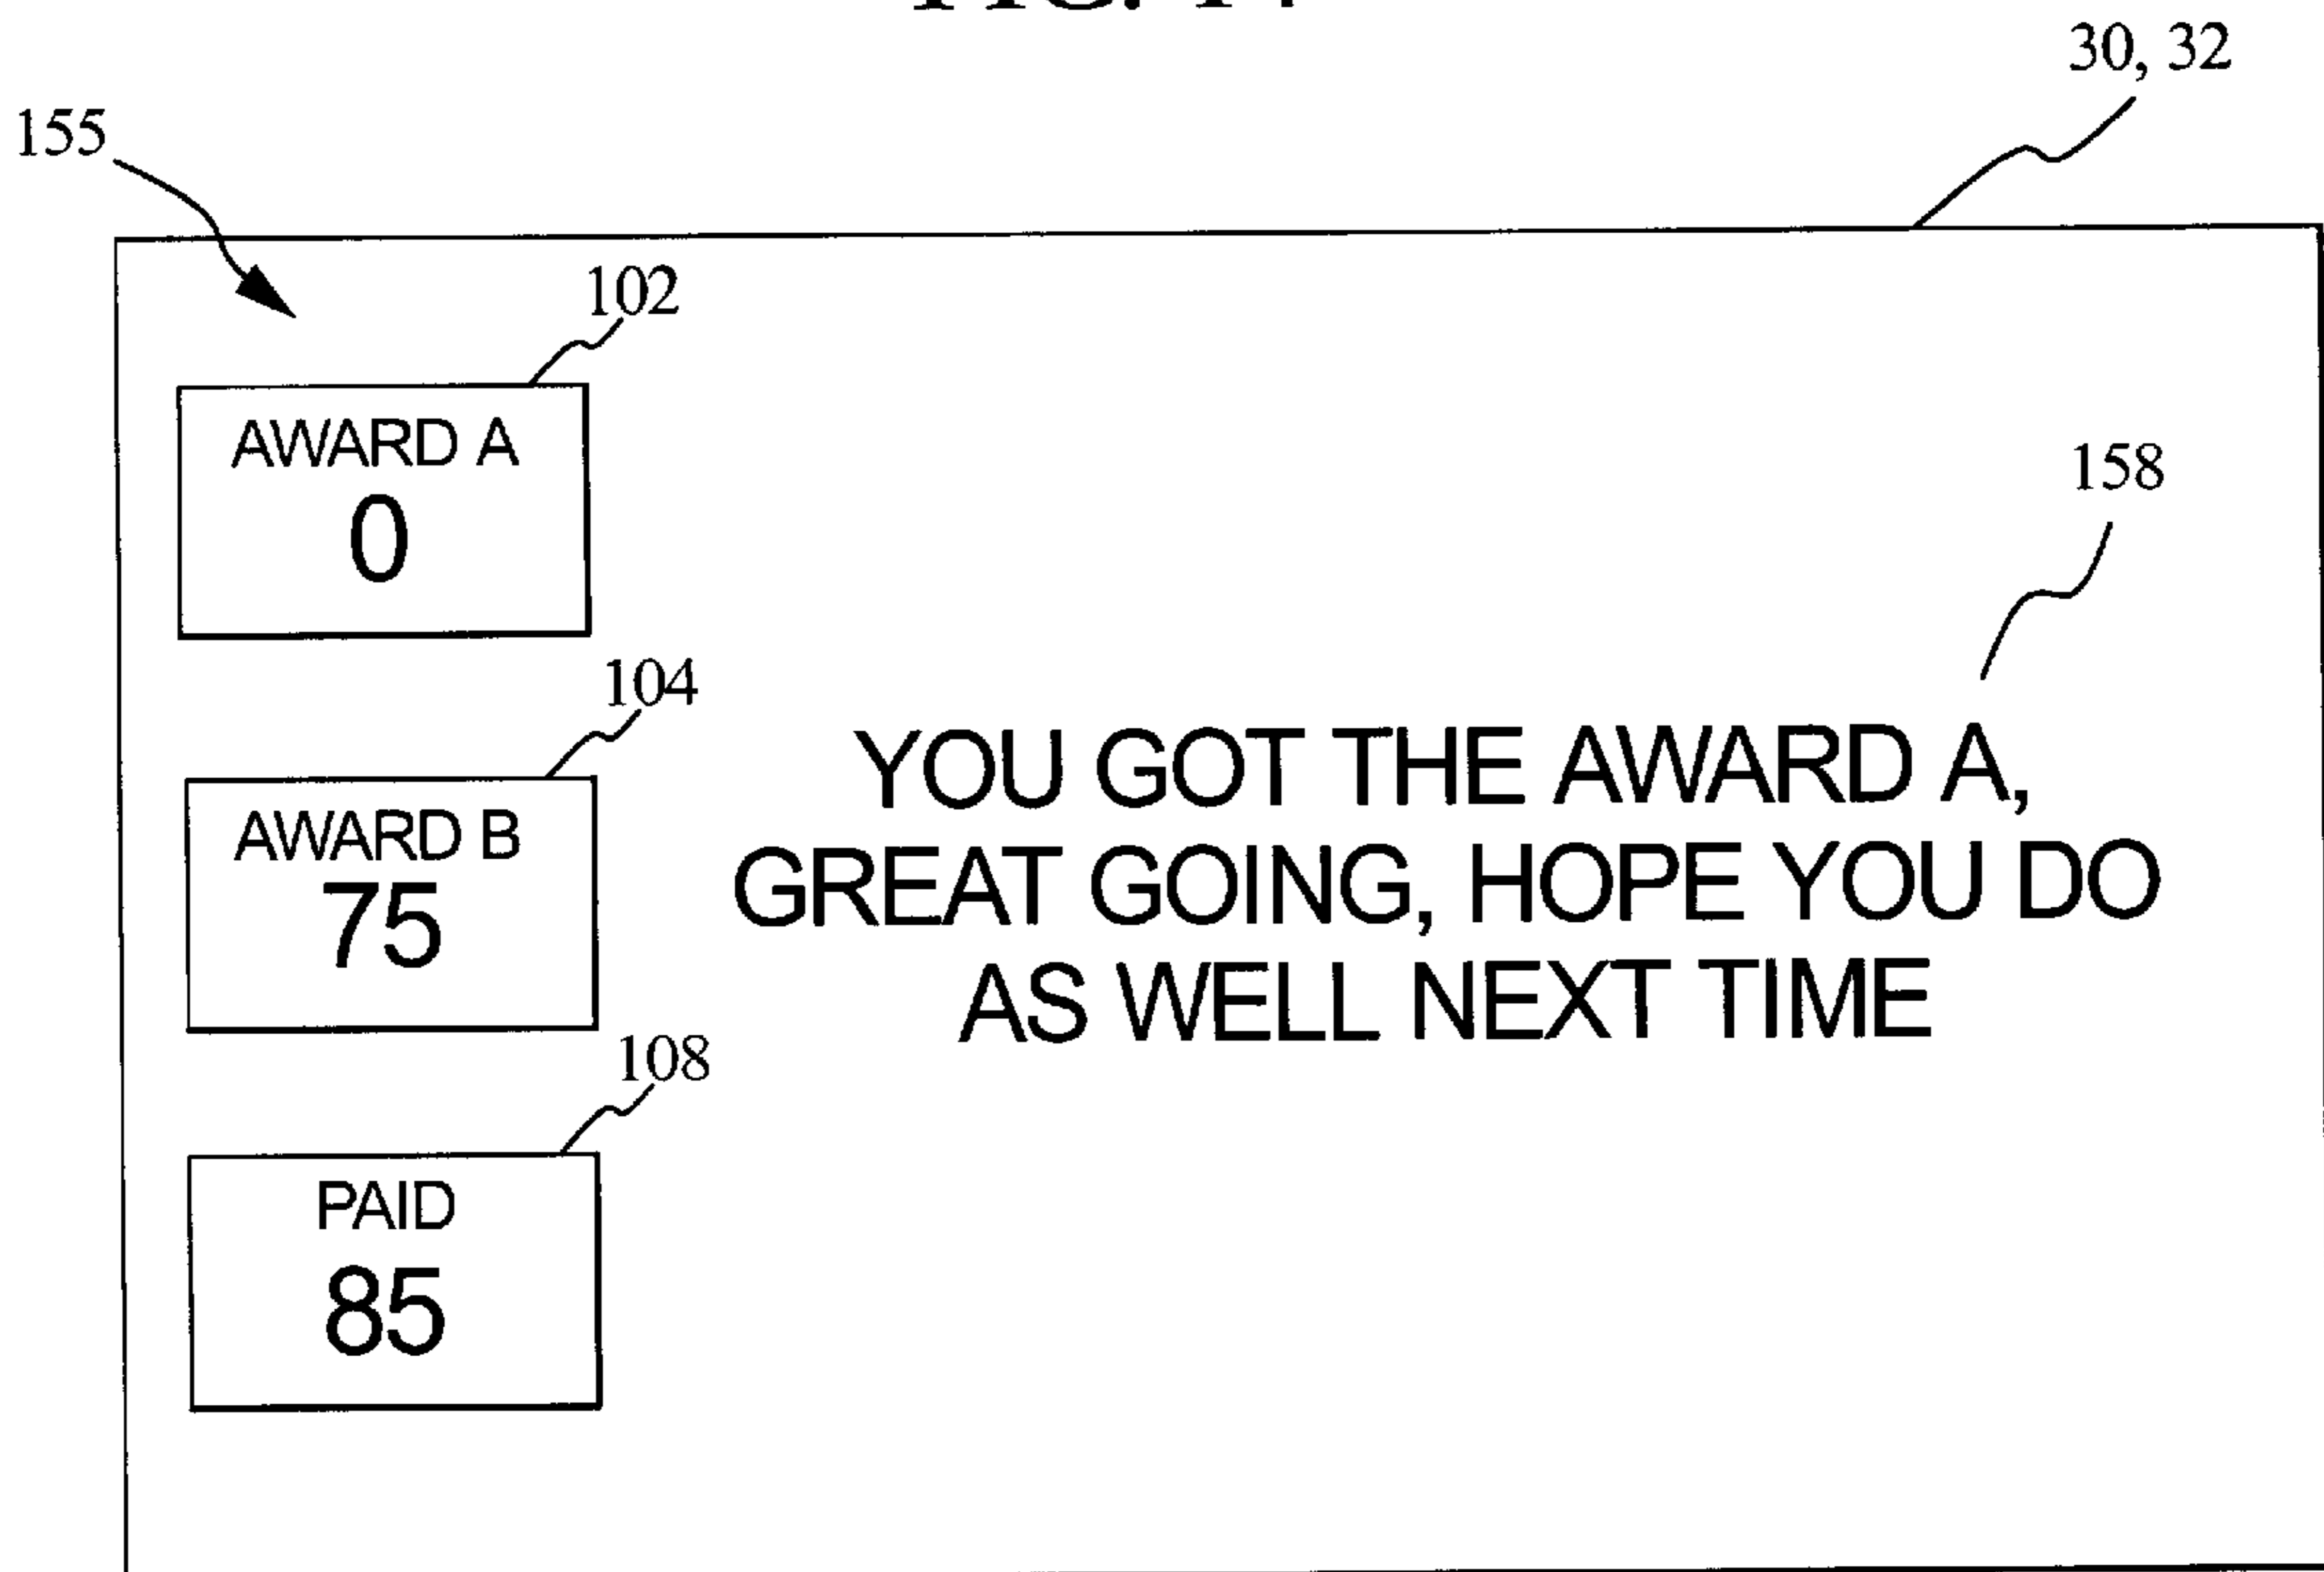 30, 32
155
102
AWARD A
0
158
104
AWARD B
75
YOU GOT THE AWARD A,
GREAT GOING, HOPE YOU DO
AS WELL NEXT TIME
108
PAID
85